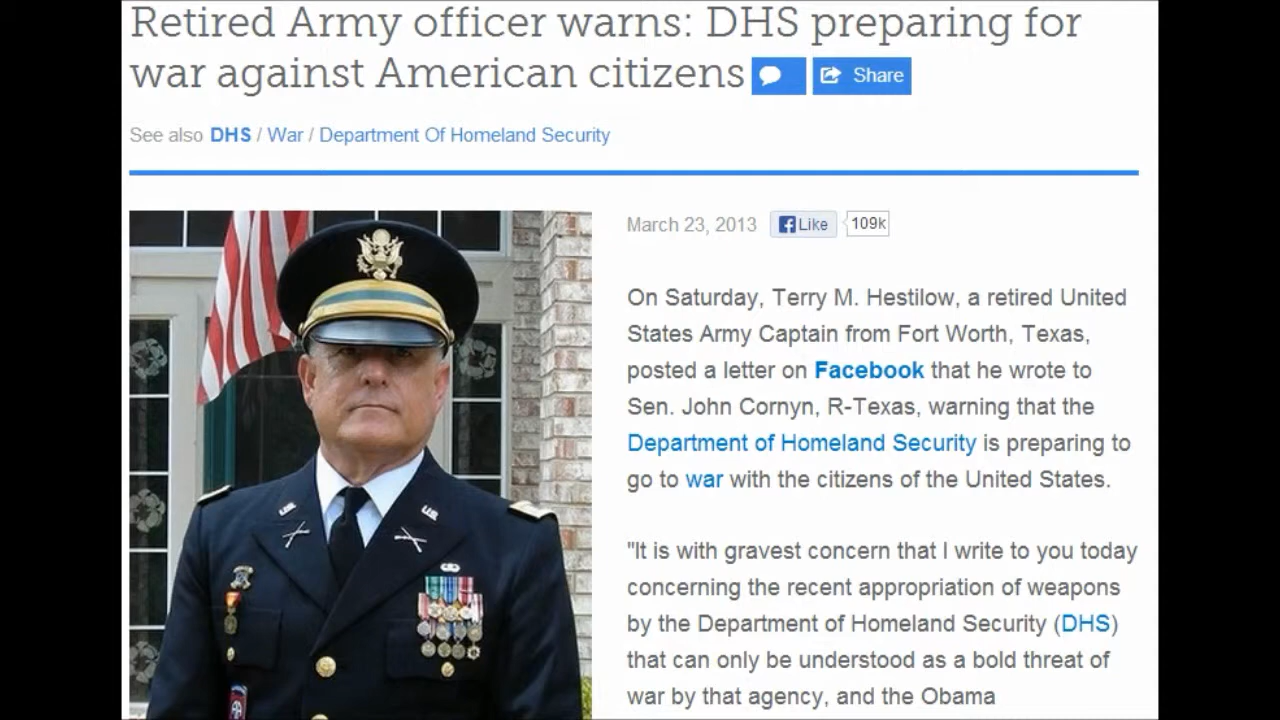 Retired Army officer warns: DHS preparing for
war against American citizens Share
See also DHS / War / Department Of Homeland Security
March 23, 2013 Like 109k
On Saturday, Terry M. Hestilow, a retired United
States Army Captain from Fort Worth, Texas,
posted a letter on Facebook that he wrote to
Sen. John Cornyn, R-Texas, warning that the
Department of Homeland Security is preparing to
go to war with the citizens of the United States.
"It is with gravest concern that I write to you today
concerning the recent appropriation of weapons
by the Department of Homeland Security (DHS)
that can only be understood as a bold threat of
war by that agency, and the Obama